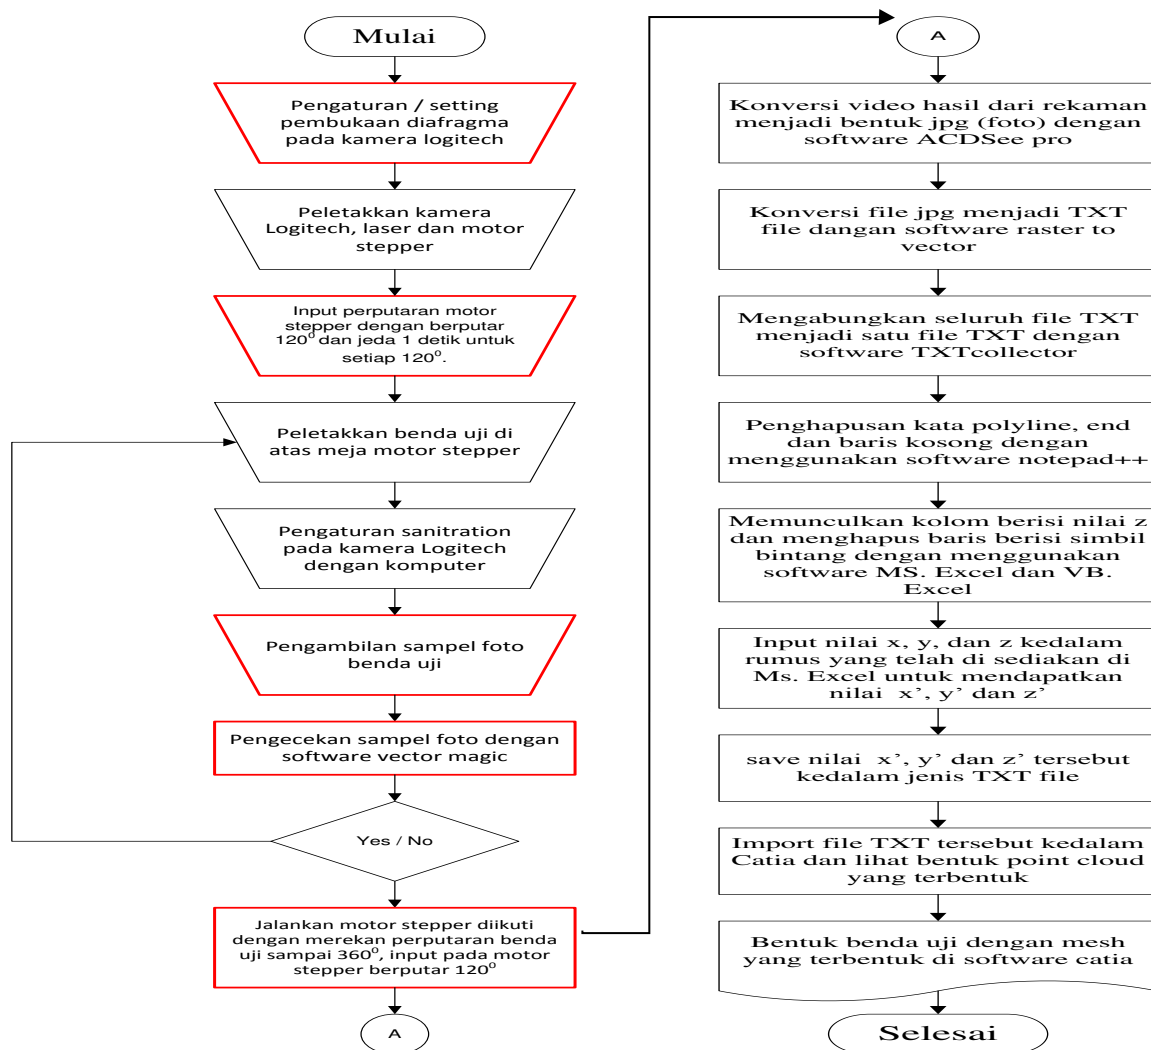 Mulai
Pengaturan / setting
pembukaan diafragma
pada kamera logitech
Peletakkan kamera
Logitech, laser dan motor
stepper
Input perputaran motor
stepper dengan berputar
120⁰ dan jeda 1 detik untuk
setiap 120⁰.
Peletakkan benda uji di
atas meja motor stepper
Pengaturan sanitration
pada kamera Logitech
dengan komputer
Pengambilan sampel foto
benda uji
Pengecekan sampel foto dengan
software vector magic
Yes / No
Jalankan motor stepper diikuti
dengan merekan perputaran benda
uji sampai 360⁰, input pada motor
stepper berputar 120⁰
A
A
Konversi video hasil dari rekaman
menjadi bentuk jpg (foto) dengan
software ACDSee pro
Konversi file jpg menjadi TXT
file dangan software raster to
vector
Mengabungkan seluruh file TXT
menjadi satu file TXT dengan
software TXTcollector
Penghapusan kata polyline, end
dan baris kosong dengan
menggunakan software notepad++
Memunculkan kolom berisi nilai z
dan menghapus baris berisi simbil
bintang dengan menggunakan
software MS. Excel dan VB.
Excel
Input nilai x, y, dan z kedalam
rumus yang telah di sediakan di
Ms. Excel untuk mendapatkan
nilai x’, y’ dan z’
save nilai x’, y’ dan z’ tersebut
kedalam jenis TXT file
Import file TXT tersebut kedalam
Catia dan lihat bentuk point cloud
yang terbentuk
Bentuk benda uji dengan mesh
yang terbentuk di software catia
Selesai